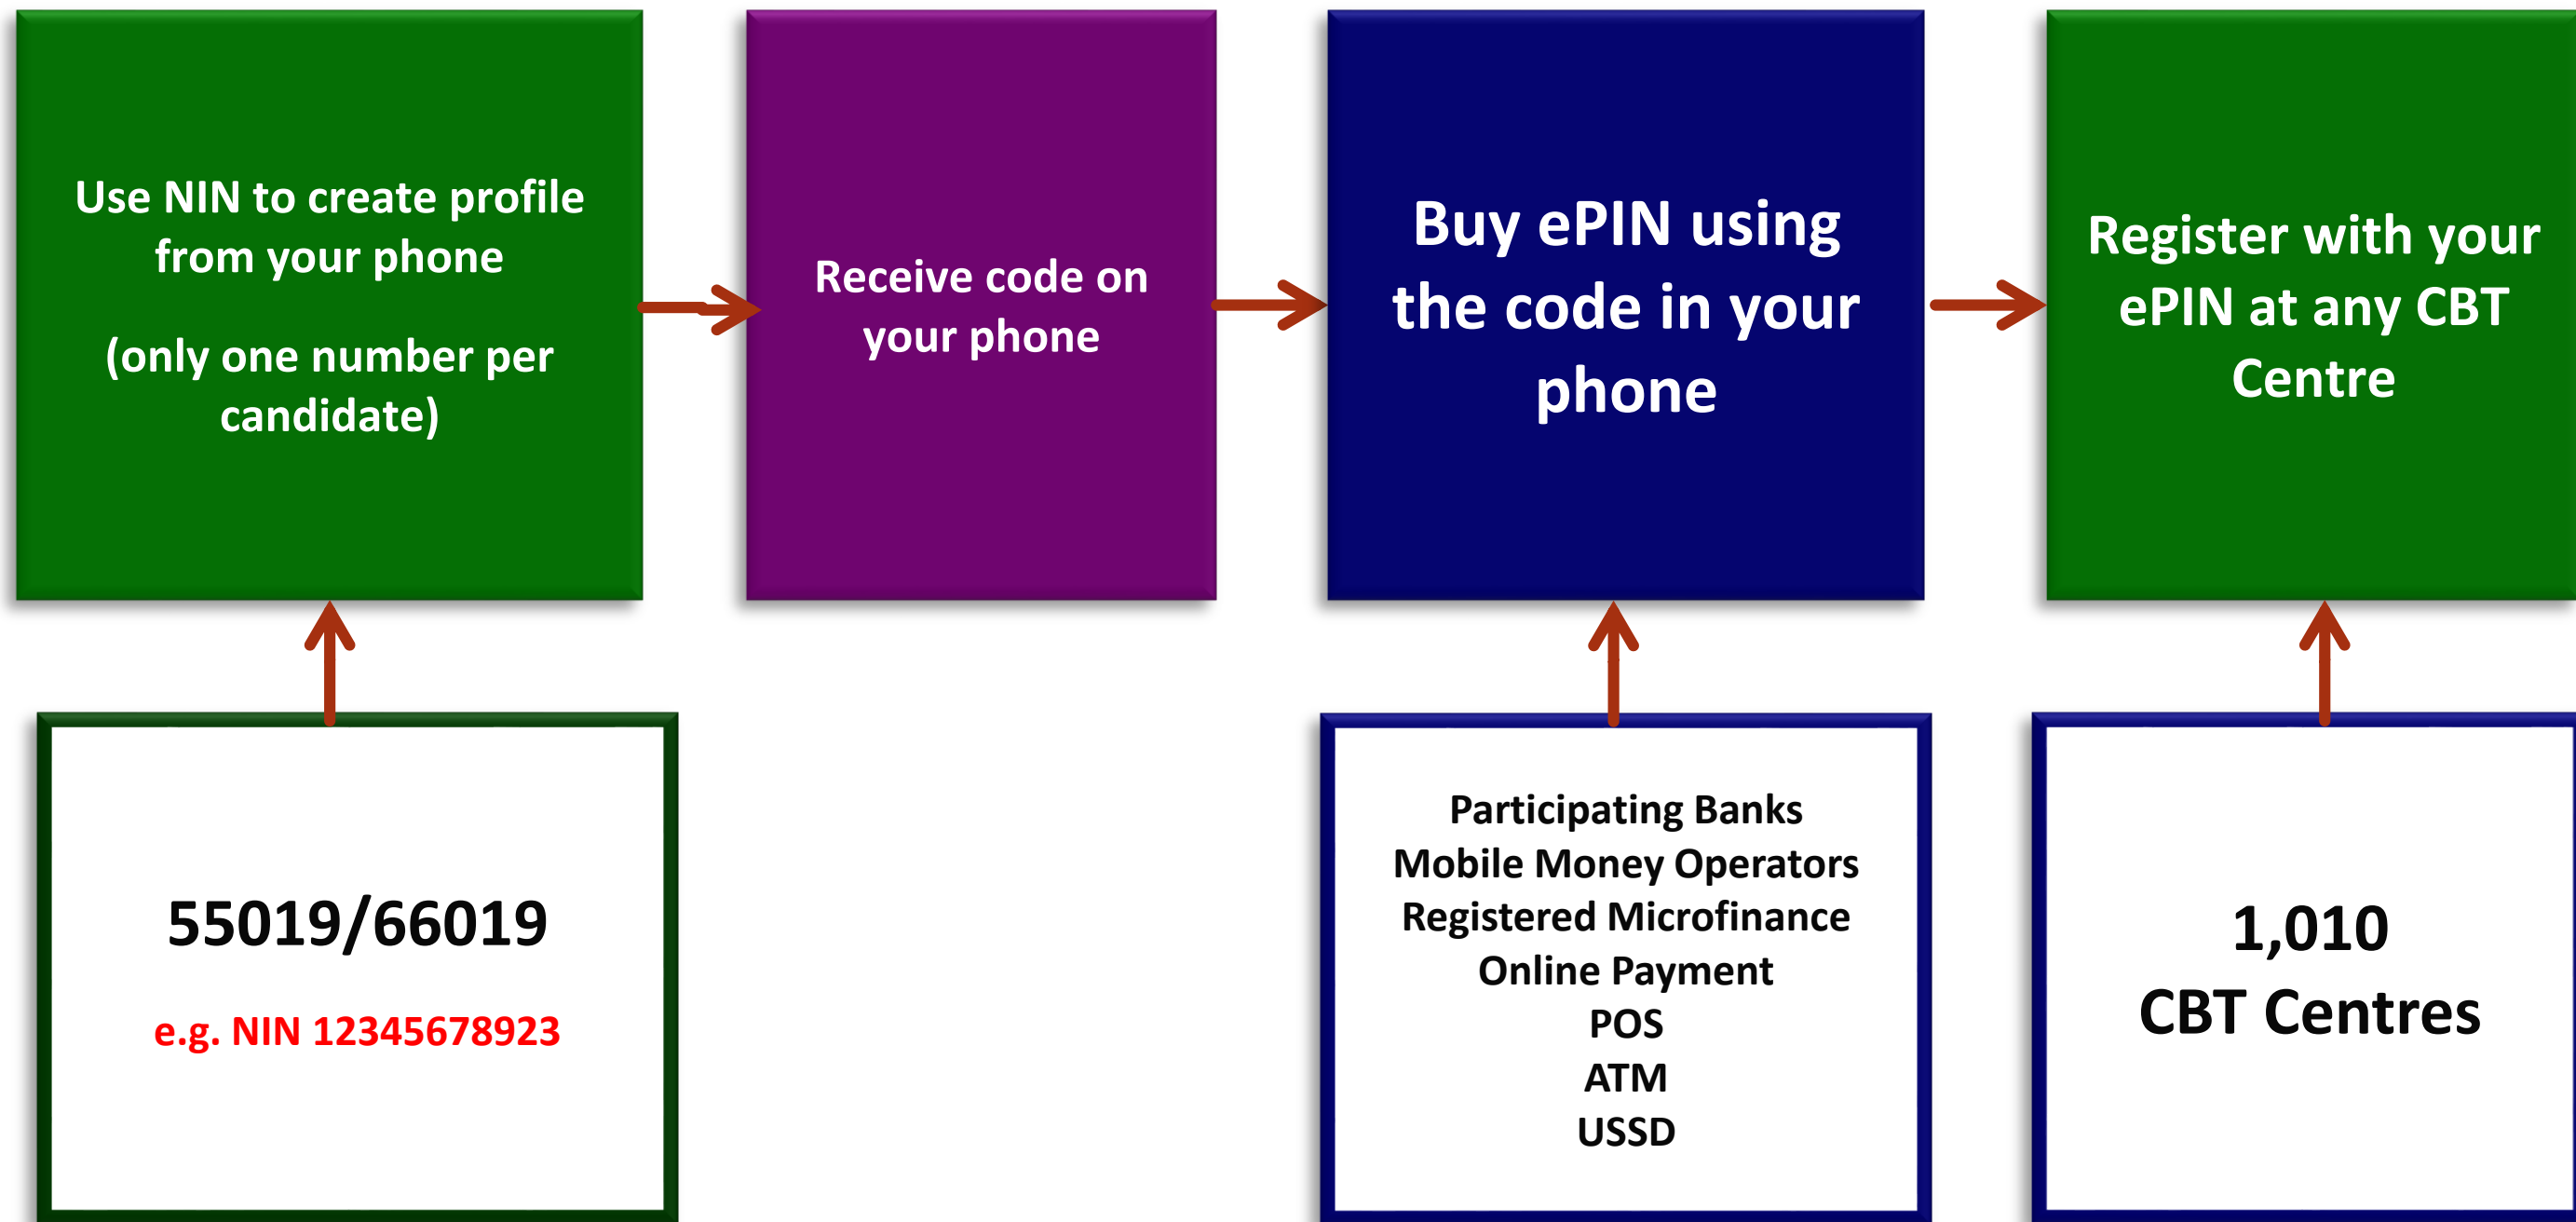 Use NIN to create profile
from your phone
(only one number per
candidate)
Receive code on
your phone
Buy ePIN using
the code in your
phone
Register with your
ePIN at any CBT
Centre
55019/66019
e.g. NIN 12345678923
Participating Banks
Mobile Money Operators
Registered Microfinance
Online Payment
POS
ATM
USSD
1,010
CBT Centres